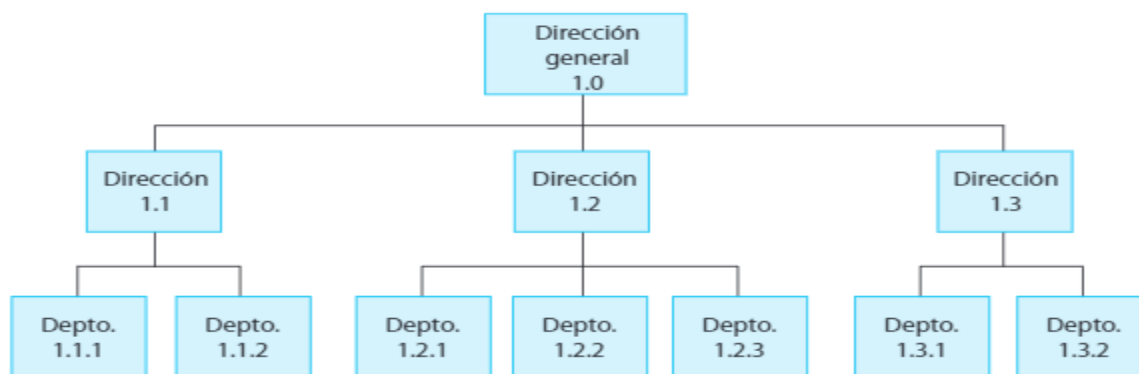 Dirección
general
1.0
Dirección
1.1
Dirección
1.2
Dirección
1.3
Depto.
1.1.1
Depto.
1.1.2
Depto.
1.2.1
Depto.
1.2.2
Depto.
1.2.3
Depto.
1.3.1
Depto.
1.3.2